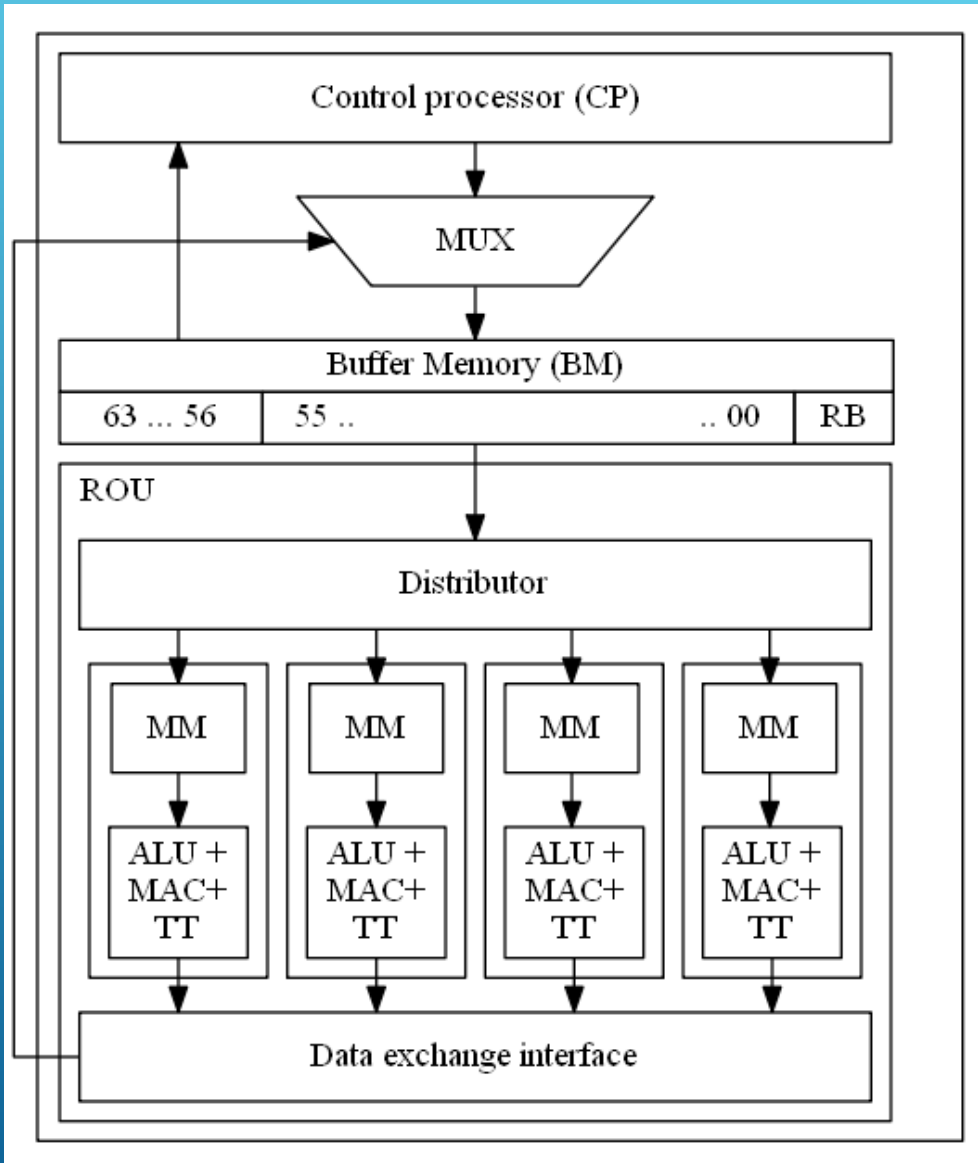 Control processor (CP)
MUX
Buffer Memory (BM)
63 ... 56 55 .. .. 00 RB
ROU
Distributor
MM MM MM MM
ALU + ALU + ALU + ALU +
MAC+ MAC+ MAC+ MAC+
TT TT TT TT
Data exchange interface